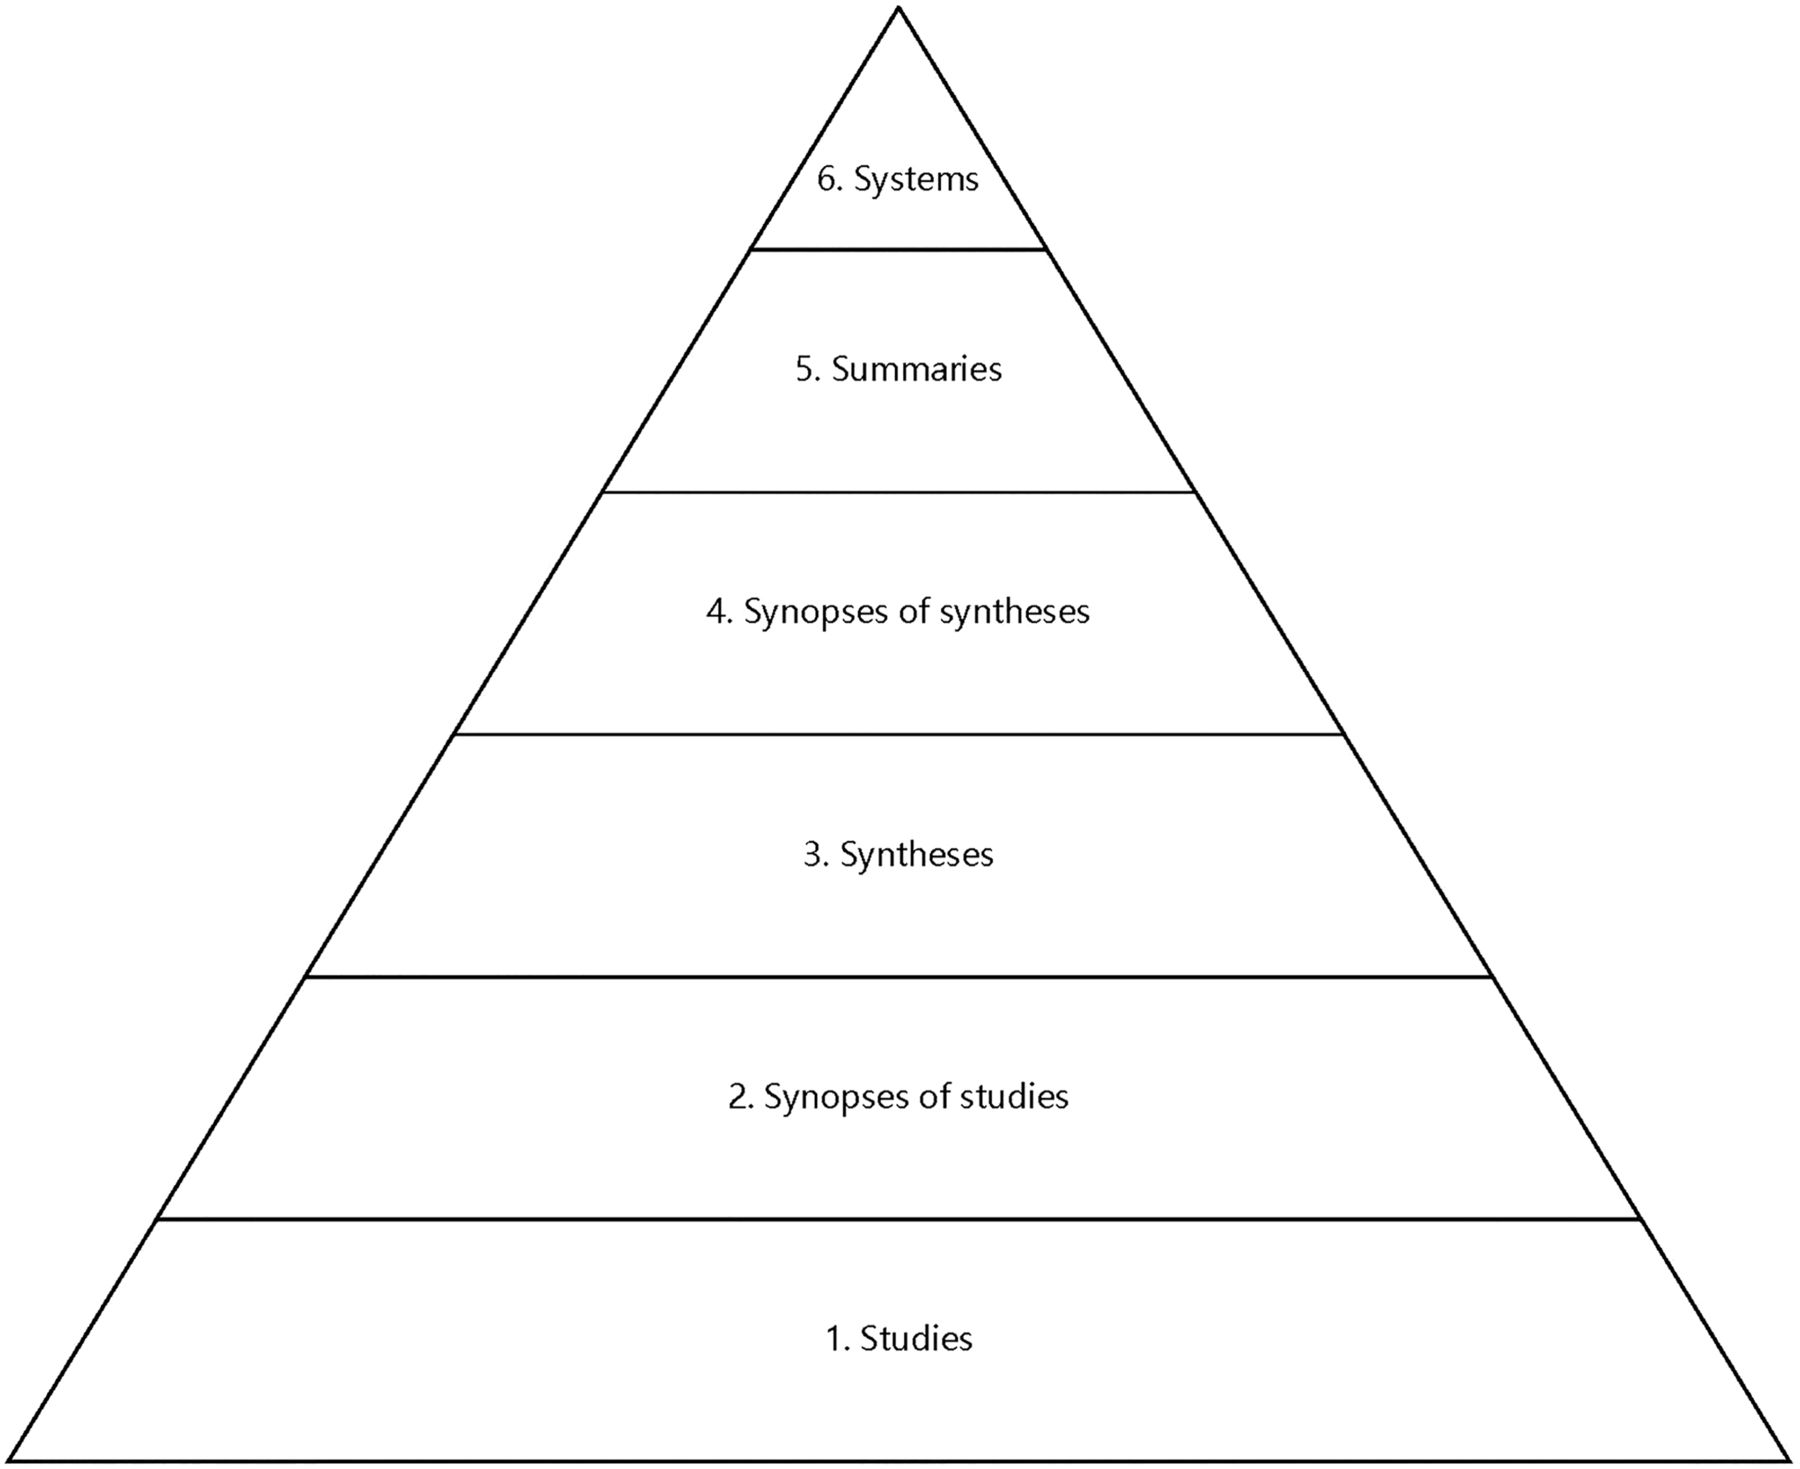 6. Systems
5. Summaries
4. Synopses of syntheses
3. Syntheses
2. Synopses of studies
1. Studies